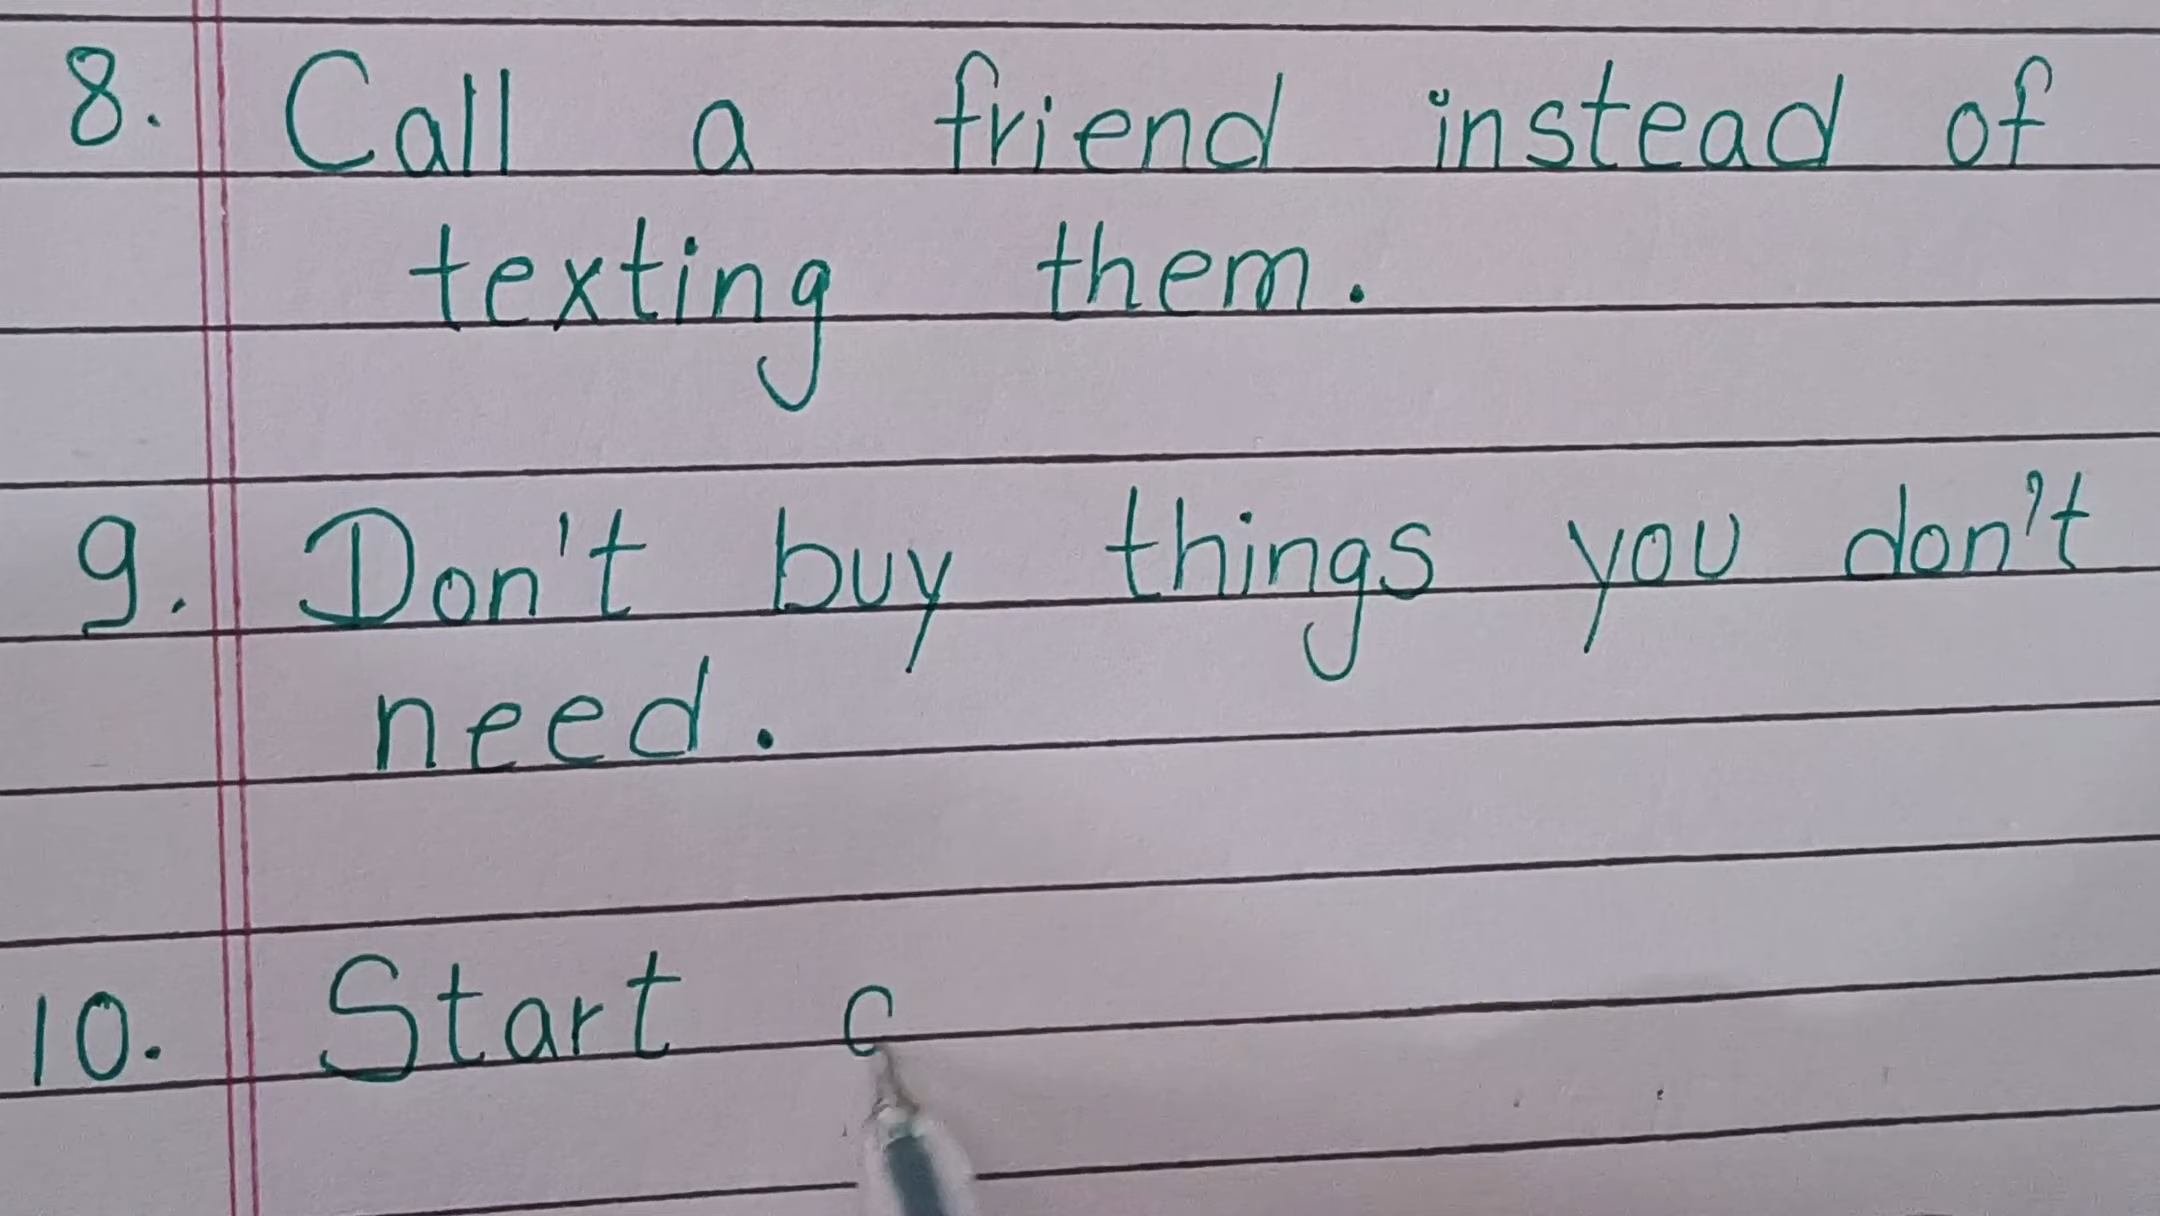 8. Call a friend instead of
texting them.
9. Don't buy things you don't
need.
10. Start